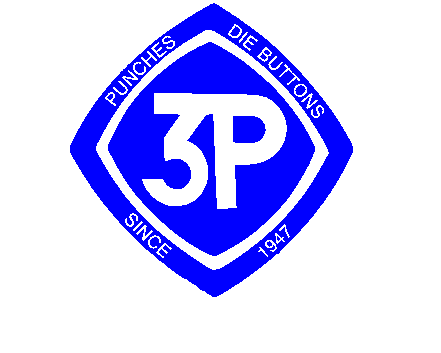 PUNCHES
DIE BUTTONS
3P
SINCE
1947